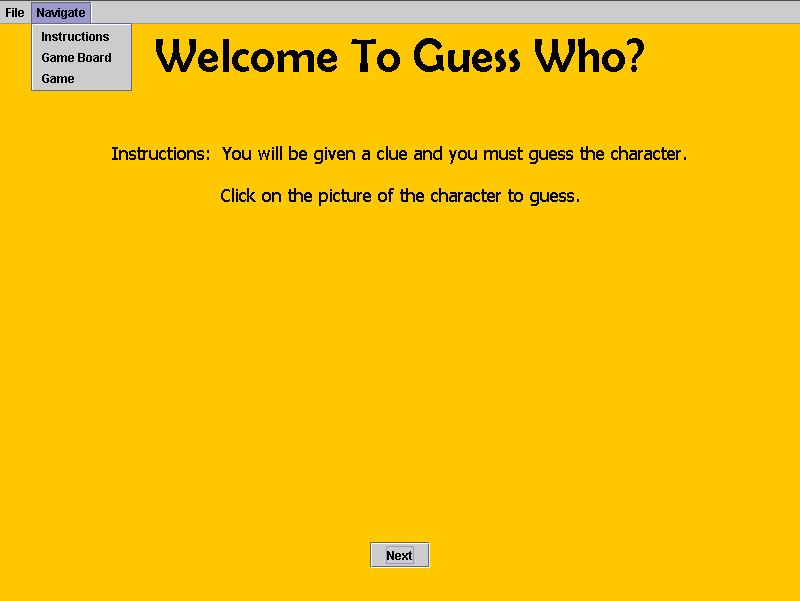 File Navigate
Instructions
Game Board
Game
Welcome To Guess Who?
Instructions: You will be given a clue and you must guess the character.
Click on the picture of the character to guess.
Next